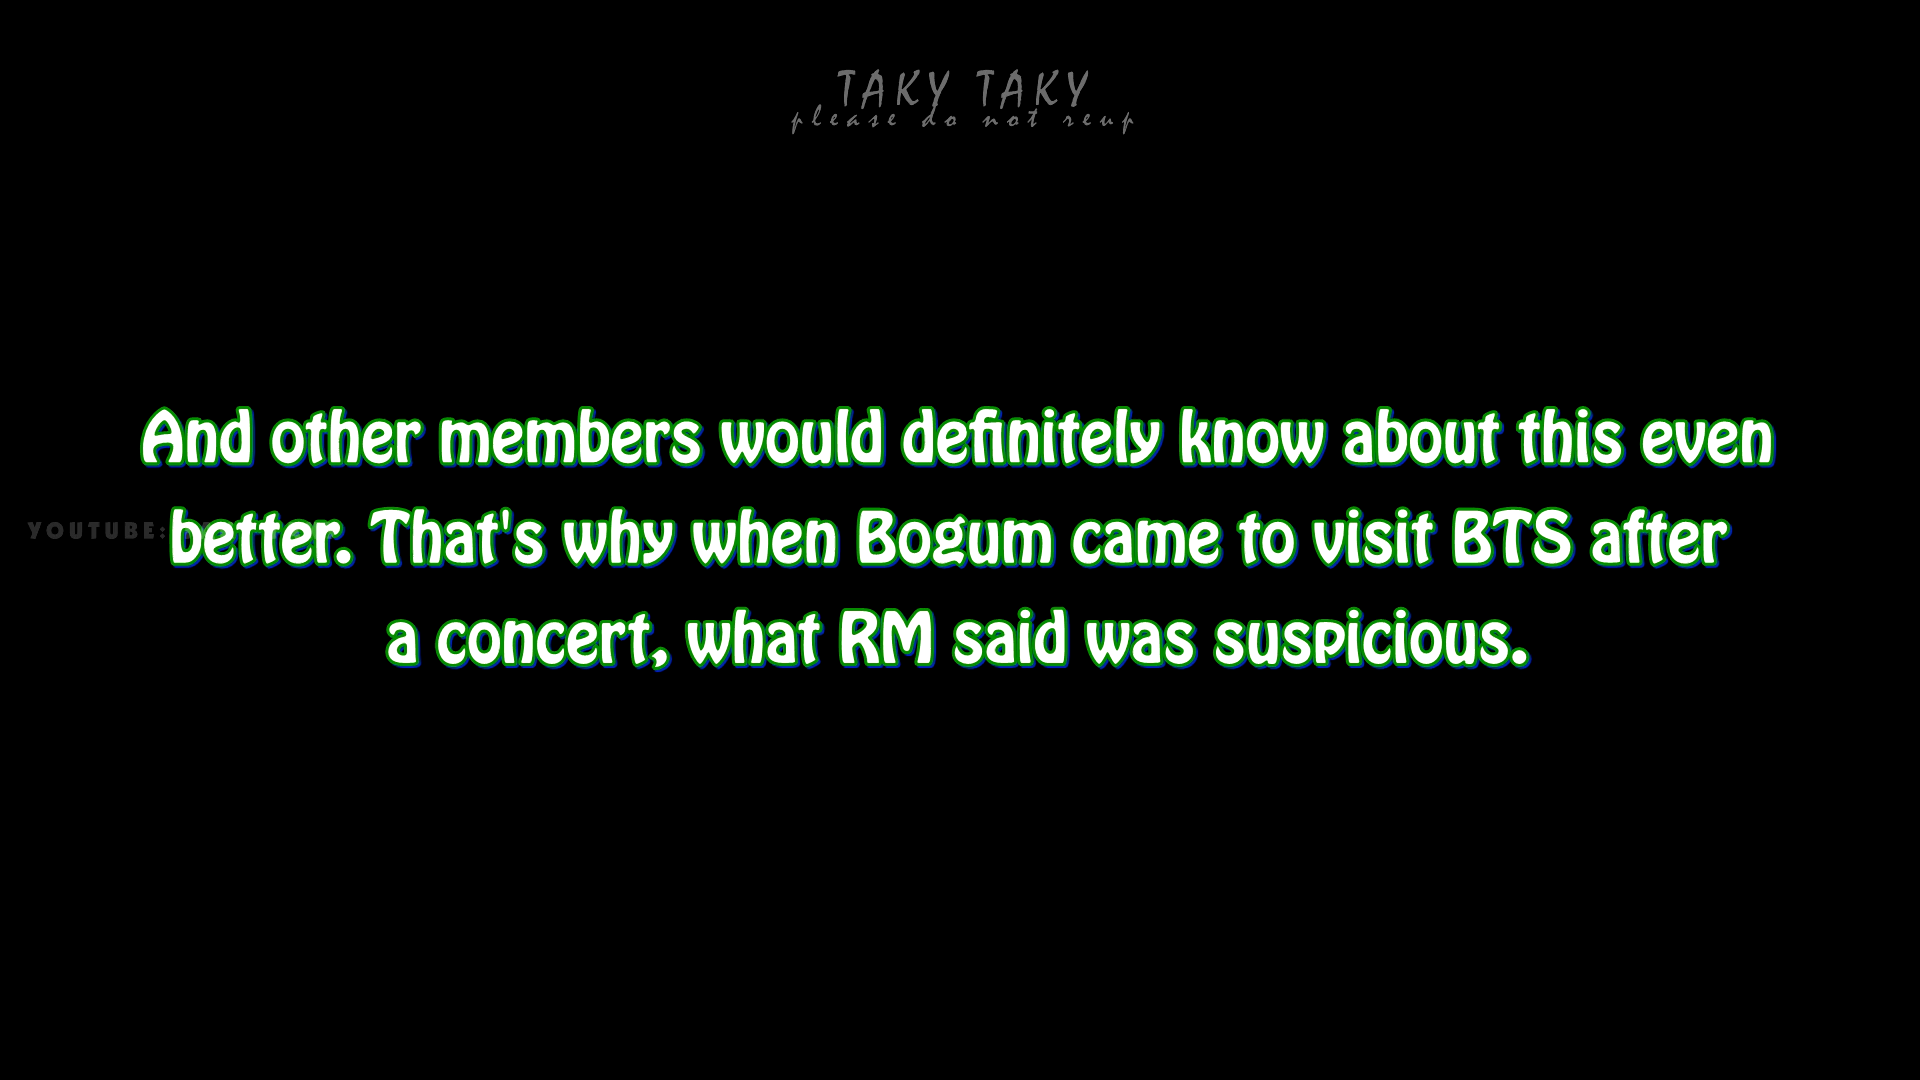 TAKY TAKY
please do not reup
And other members would definitely know about this even
YOUTUBE:
better. That's why when Bogum came to visit BTS after
a concert, what RM said was suspicious.